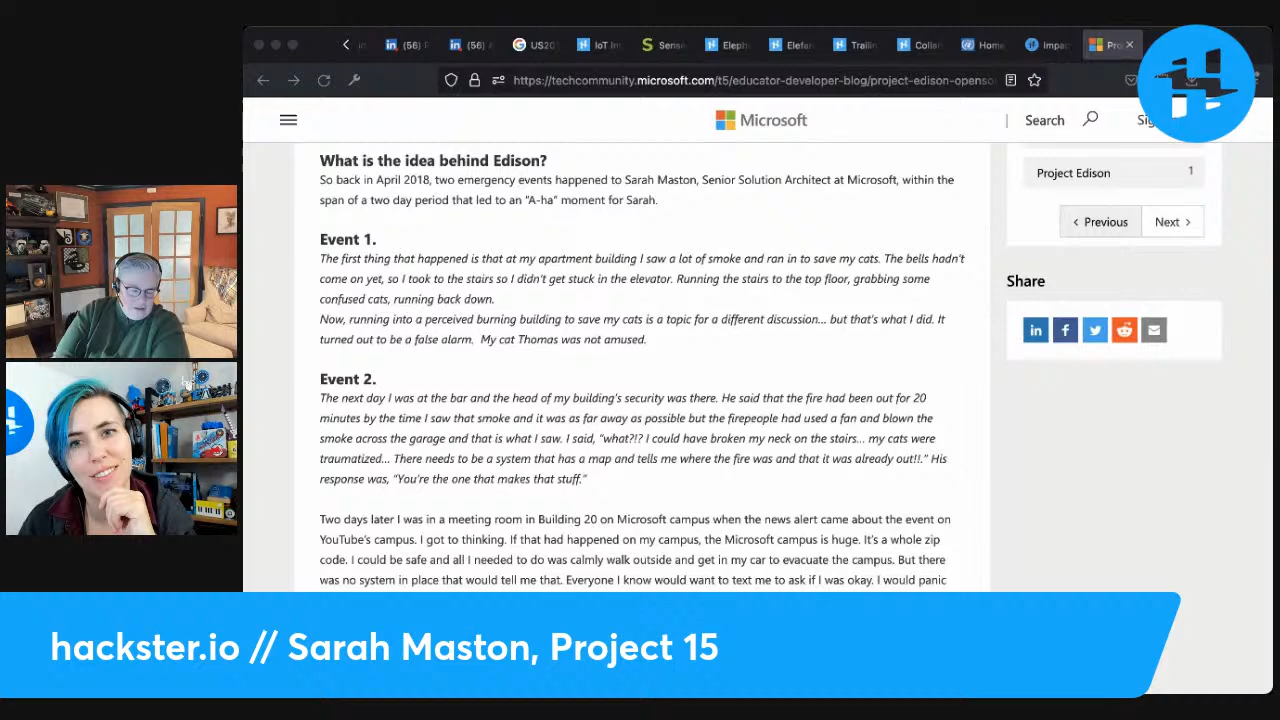 in
(56)
(56)
US20
IoT In
Sense
Eleph
Elefa
Trailin
Collar
Home
Impac
Pro
https://techcommunity.microsoft.com/t5/educator-developer-blog/project-edison-openso
Microsoft
Search
Sig
What is the idea behind Edison?
So back in April 2018, two emergency events happened to Sarah Maston, Senior Solution Architect at Microsoft, within the
span of a two day period that led to an "A-ha" moment for Sarah.
Event 1.
The first thing that happened is that at my apartment building I saw a lot of smoke and ran in to save my cats. The bells hadn't
come on yet, so I took to the stairs so I didn't get stuck in the elevator. Running the stairs to the top floor, grabbing some
confused cats, running back down.
Now, running into a perceived burning building to save my cats is a topic for a different discussion... but that's what I did. It
turned out to be a false alarm.  My cat Thomas was not amused.
Event 2.
The next day I was at the bar and the head of my building's security was there. He said that the fire had been out for 20
minutes by the time I saw that smoke and it was as far away as possible but the firepeople had used a fan and blown the
smoke across the garage and that is what I saw. I said, "what?!? I could have broken my neck on the stairs... my cats were
traumatized... There needs to be a system that has a map and tells me where the fire was and that it was already out!!." His
response was, "You're the one that makes that stuff."
Two days later I was in a meeting room in Building 20 on Microsoft campus when the news alert came about the event on
YouTube's campus. I got to thinking. If that had happened on my campus, the Microsoft campus is huge. It's a whole zip
code. I could be safe and all I needed to do was calmly walk outside and get in my car to evacuate the campus. But there
was no system in place that would tell me that. Everyone I know would want to text me to ask if I was okay. I would panic
Project Edison 1
Previous Next
Share
hackster.io // Sarah Maston, Project 15